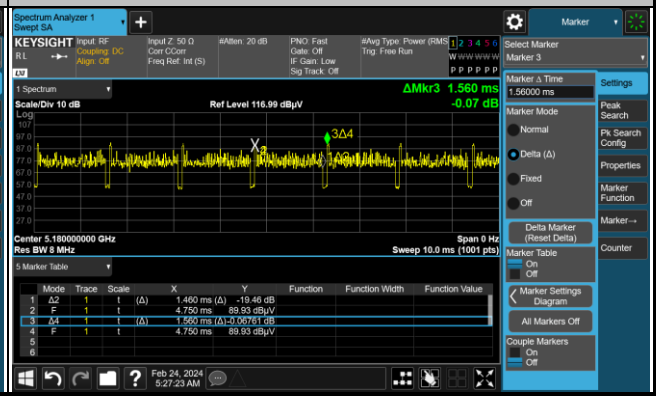 Spectrum Analyzer 1
Swept SA
+
Marker
KEYSIGHT
Input: RF
Coupling: DC
Align: Off
Input Z: 50 Ω
Corr CCorr
Freq Ref: Int (S)
#Atten: 20 dB
PNO: Fast
Gate: Off
IF Gain: Low
Sig Track: Off
#Avg Type: Power (RMS
Trig: Free Run
1 2 3 4 5 6
W W W W W W
P P P P P P
RL
LXI
Select Marker
Marker 3
1 Spectrum
ΔMkr3 1.560 ms
-0.07 dB
Scale/Div 10 dB
Ref Level 116.99 dBµV
Log
107
97.0
87.0
77.0
67.0
57.0
47.0
37.0
27.0
X2
3Δ4
Center 5.180000000 GHz
Span 0 Hz
Res BW 8 MHz
Sweep 10.0 ms (1001 pts)
5 Marker Table
Mode Trace Scale X Y Function Function Width Function Value
1 Δ2 1 t (Δ) 1.460 ms (Δ) -19.46 dB
2 F 1 t 4.750 ms 89.93 dBµV
3 Δ4 1 t (Δ) 1.560 ms (Δ) -0.06761 dB
4 F 1 t 4.750 ms 89.93 dBµV
5
6
Marker Δ Time
1.56000 ms
Marker Mode
Normal
Delta (Δ)
Fixed
Off
Delta Marker
(Reset Delta)
Marker Table
On
Off
Marker Settings
Diagram
All Markers Off
Couple Markers
On
Off
Settings
Peak
Search
Pk Search
Config
Properties
Marker
Function
Marker→
Counter
?
Feb 24, 2024
5:27:23 AM